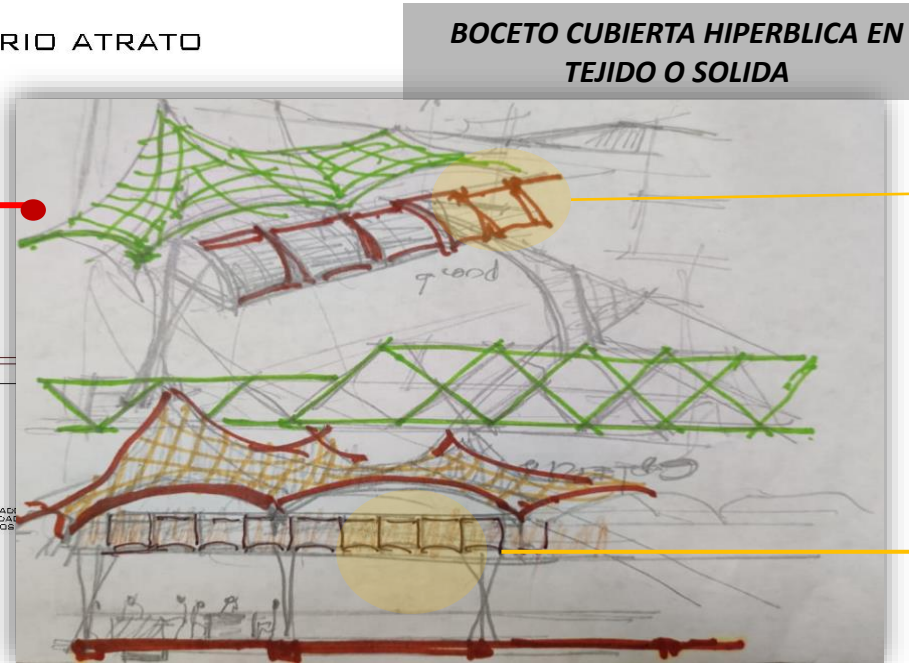 RIO ATRATO
BOCETO CUBIERTA HIPERBLICA EN
TEJIDO O SOLIDA